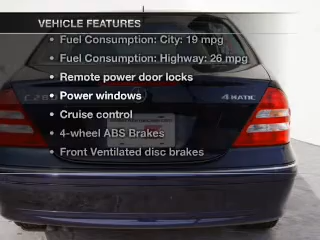 VEHICLE FEATURES
• Fuel Consumption: City: 19 mpg
• Fuel Consumption: Highway: 26 mpg
• Remote power door locks
• Power windows
• Cruise control
• 4-wheel ABS Brakes
• Front Ventilated disc brakes
4MATIC